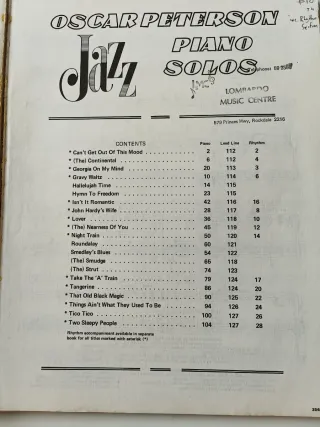 OSCAR PETERSON
Jazz
PIANO
SOLOS
LOMBARDO
MUSIC CENTRE
679 Princes Hwy, Rockdale 2216
CONTENTS Piano Lead Line Rhythm
* Can't Get Out Of This Mood 2 112 2
* (The) Continental 6 112 4
* Georgia On My Mind 20 113 3
* Gravy Waltz 10 114 6
Hallelujah Time 14 115
Hymn To Freedom 23 115
* Isn't It Romantic 42 116 16
* John Hardy's Wife 28 117 8
* Lover 36 118 10
* (The) Nearness Of You 45 119 12
* Night Train 50 120 14
Roundalay 60 121
Smedley's Blues 54 122
(The) Smudge 66 118
(The) Strut 74 123
* Take The 'A' Train 79 124 17
* Tangerine 86 124 20
* That Old Black Magic 90 125 22
* Things Ain't What They Used To Be 94 126 24
* Tico Tico 100 127 26
* Two Sleepy People 104 127 28
Rhythm accompaniment available in separate
book for all titles marked with asterisk (*)